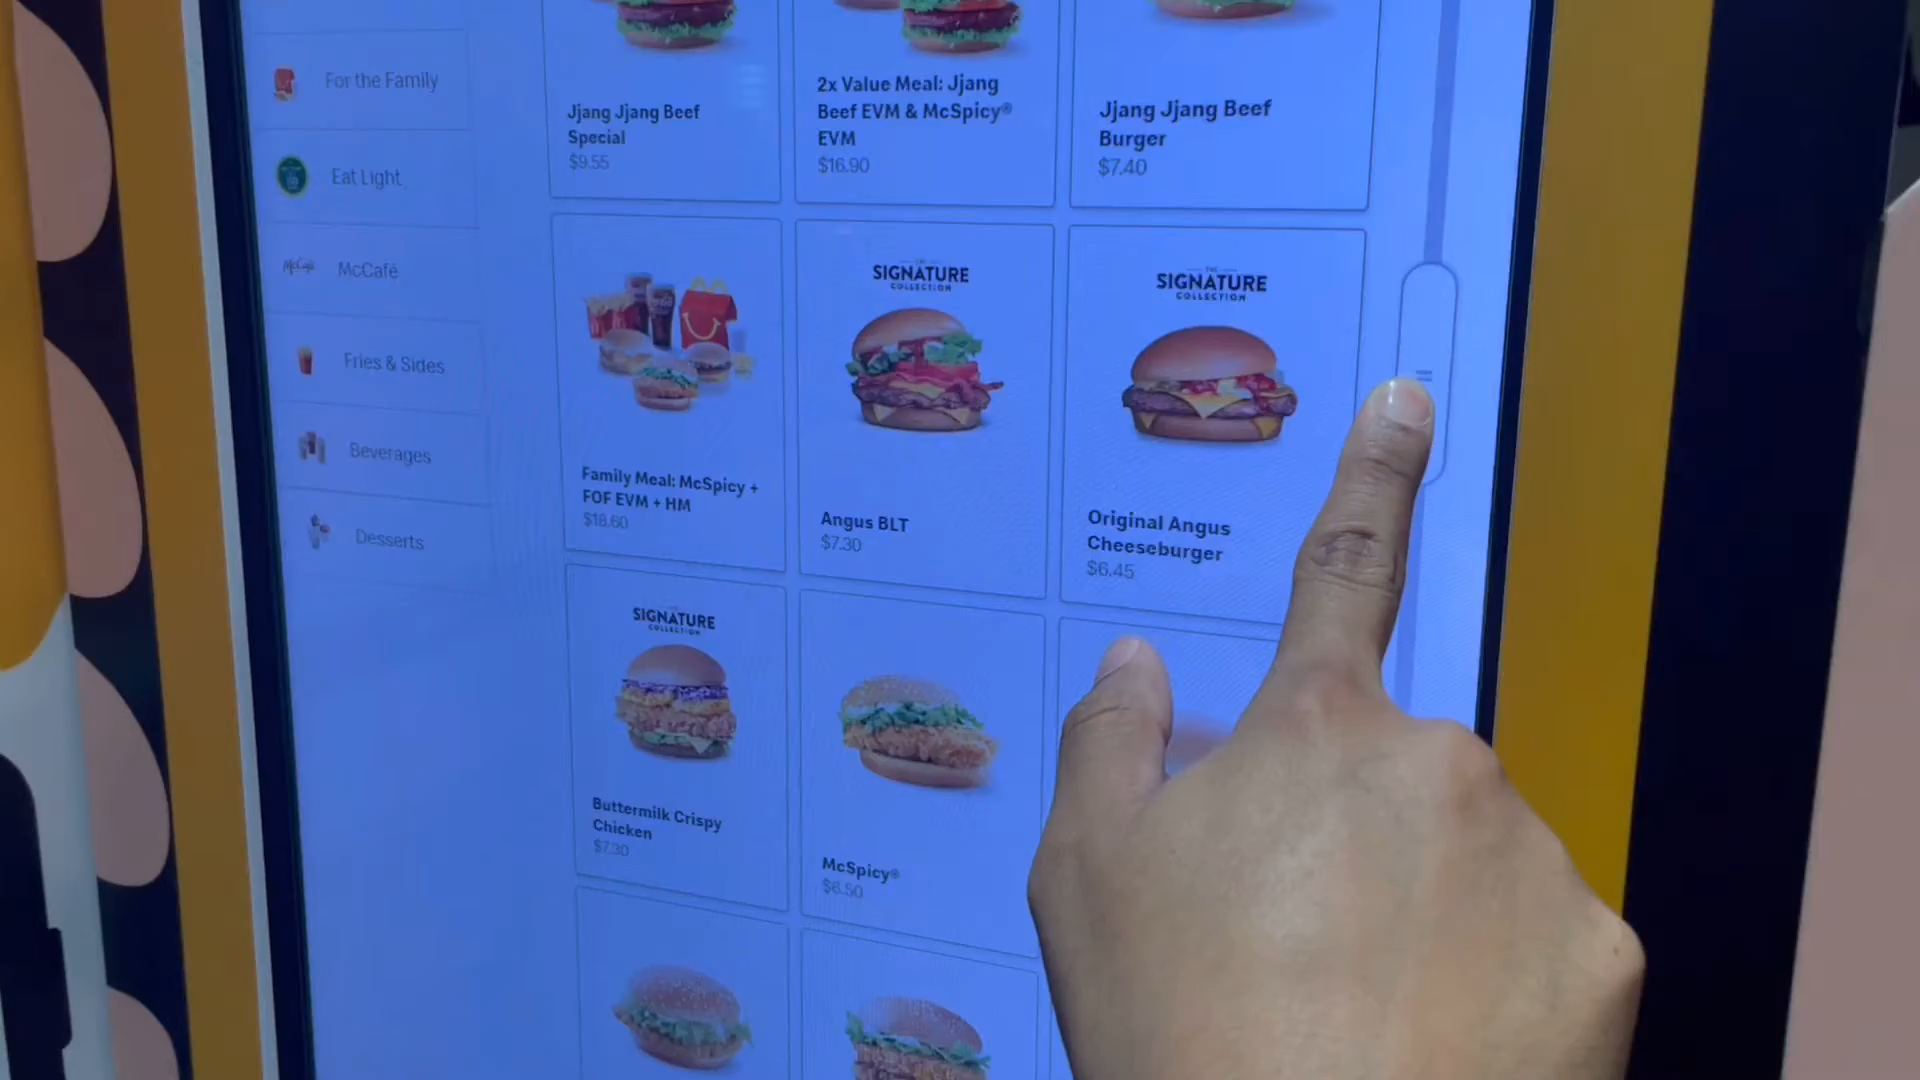 For the Family
Eat Light
McCafé
McCafé
Fries & Sides
Beverages
Desserts
Jjang Jjang Beef
Special
$9.55
2x Value Meal: Jjang
Beef EVM & McSpicy®
EVM
$16.90
Jjang Jjang Beef
Burger
$7.40
Family Meal: McSpicy +
FOF EVM + HM
$18.60
THE
SIGNATURE
COLLECTION
Angus BLT
$7.30
THE
SIGNATURE
COLLECTION
Original Angus
Cheeseburger
$6.45
SIGNATURE
COLLECTION
Buttermilk Crispy
Chicken
$7.30
McSpicy®
$6.50